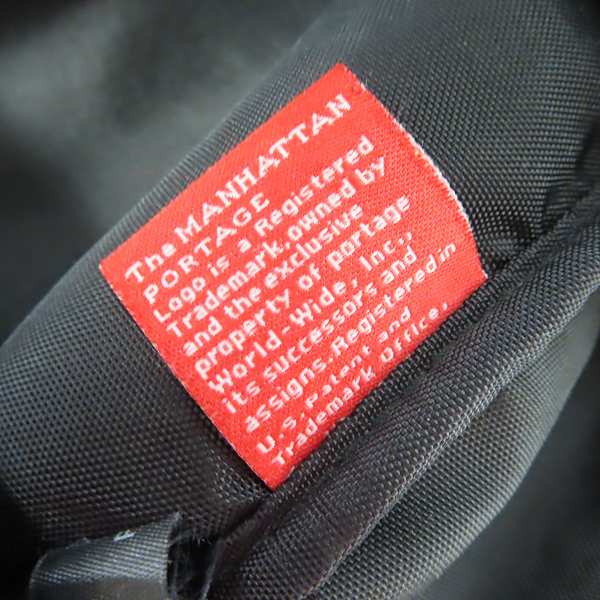 The MANHATTAN
PORTAGE
Logo is a Registered
Trademark,owned by
and the exclusive
property of portage
World-Wide, Inc.,
its successors and
assigns.Registered in
U.S.Patent and
Trademark Office.